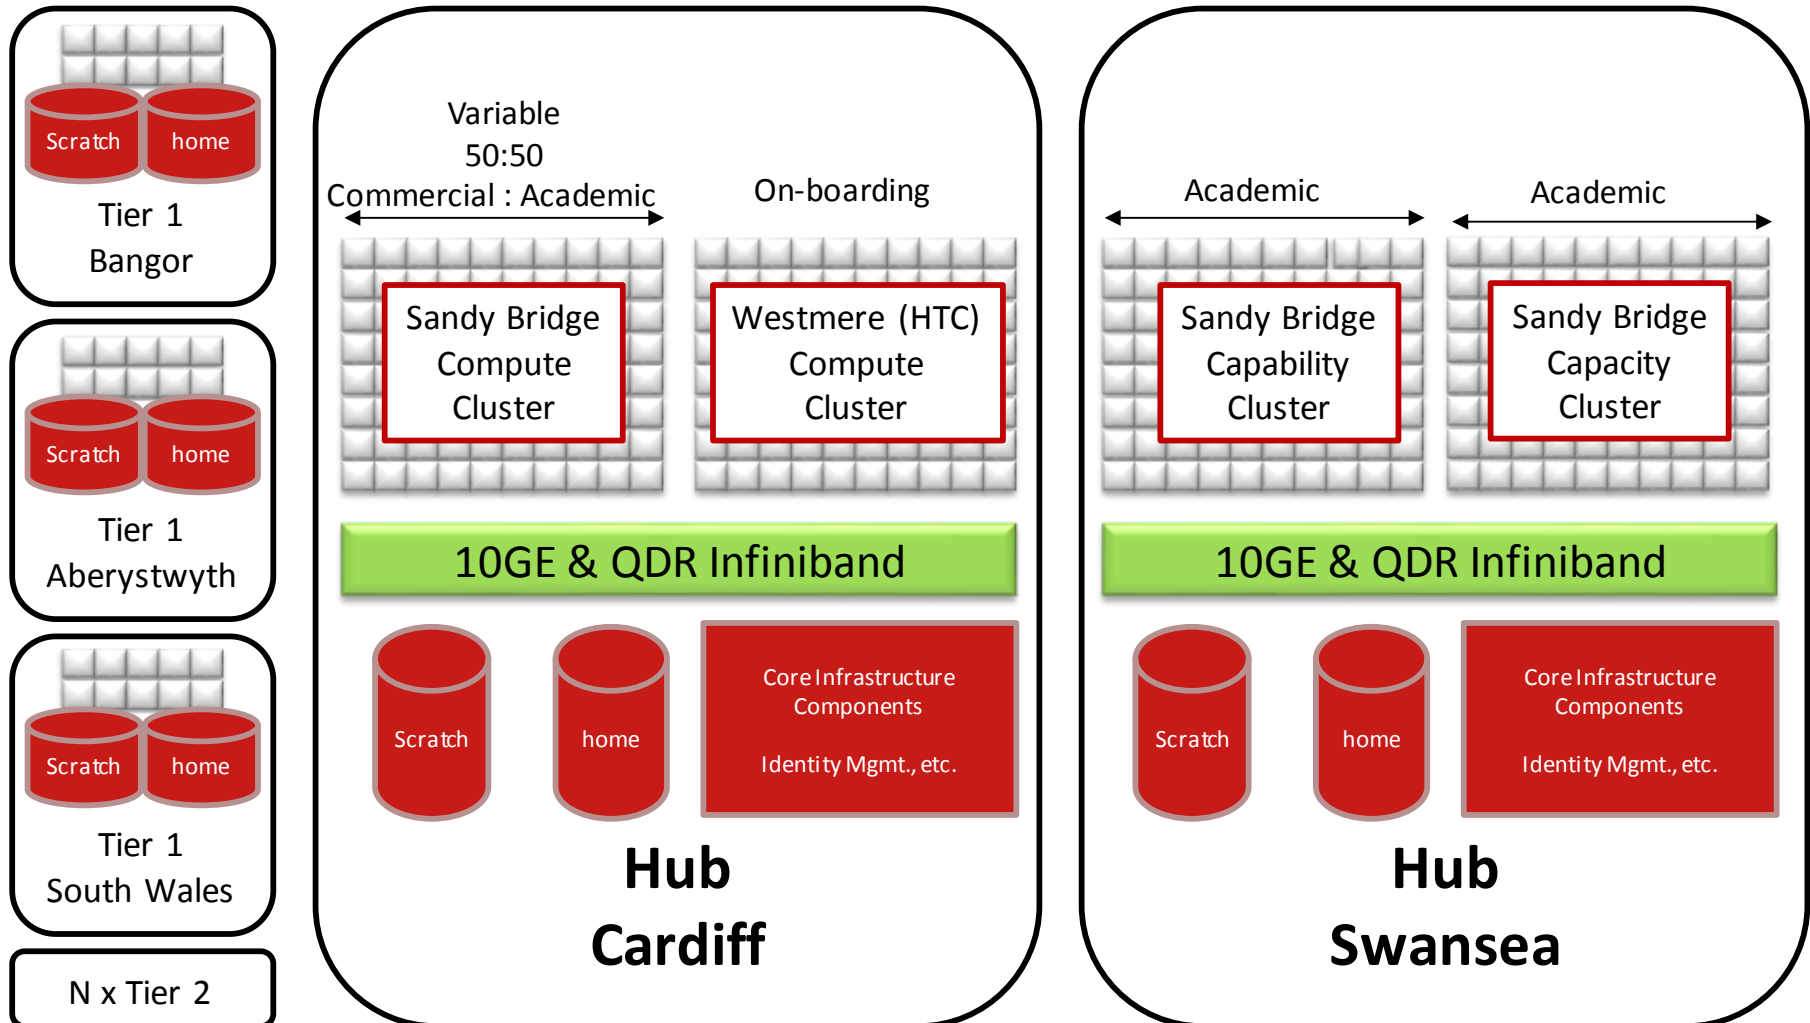 Scratch home
Tier 1
Bangor
Scratch home
Tier 1
Aberystwyth
Scratch home
Tier 1
South Wales
N x Tier 2
Variable
50:50
Commercial : Academic
On-boarding
Sandy Bridge
Compute
Cluster
Westmere (HTC)
Compute
Cluster
10GE & QDR Infiniband
Scratch
home
Core Infrastructure
Components
Identity Mgmt., etc.
Hub
Cardiff
Academic
Academic
Sandy Bridge
Capability
Cluster
Sandy Bridge
Capacity
Cluster
10GE & QDR Infiniband
Scratch
home
Core Infrastructure
Components
Identity Mgmt., etc.
Hub
Swansea